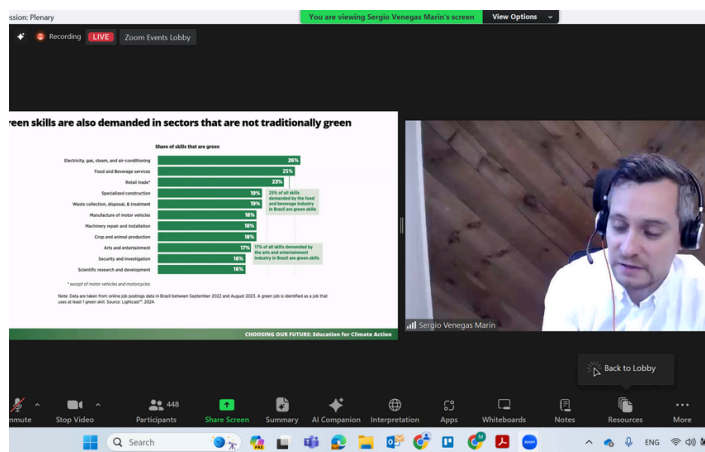 ssion: Plenary
You are viewing Sergio Venegas Marin's screen
View Options
Recording
LIVE
Zoom Events Lobby
reen skills are also demanded in sectors that are not traditionally green
Share of skills that are green
Electricity, gas, steam, and air-conditioning 26%
Food and Beverage services 25%
Retail trade* 23%
Specialized construction 19%
Waste collection, disposal, & treatment 19%
Manufacture of motor vehicles 18%
Machinery repair and installation 18%
Crop and animal production 18%
Arts and entertainment 17%
Security and investigation 16%
Scientific research and development 16%
25% of all skills
demanded by the food
and beverage industry
in Brazil are green skills
17% of all skills demanded by
the arts and entertainment
industry in Brazil are green skills
* except of motor vehicles and motorcycles
Note: Data are taken from online job postings data in Brazil between September 2022 and August 2023. A green job is identified as a job that
uses at least 1 green skill. Source: Lightcast™. 2024.
CHOOSING OUR FUTURE: Education for Climate Action
Sergio Venegas Marin
Back to Lobby
448
nmute
Stop Video
Participants
Share Screen
Summary
AI Companion
Interpretation
Apps
Whiteboards
Notes
Resources
More
Search
PRE
zoom
ENG